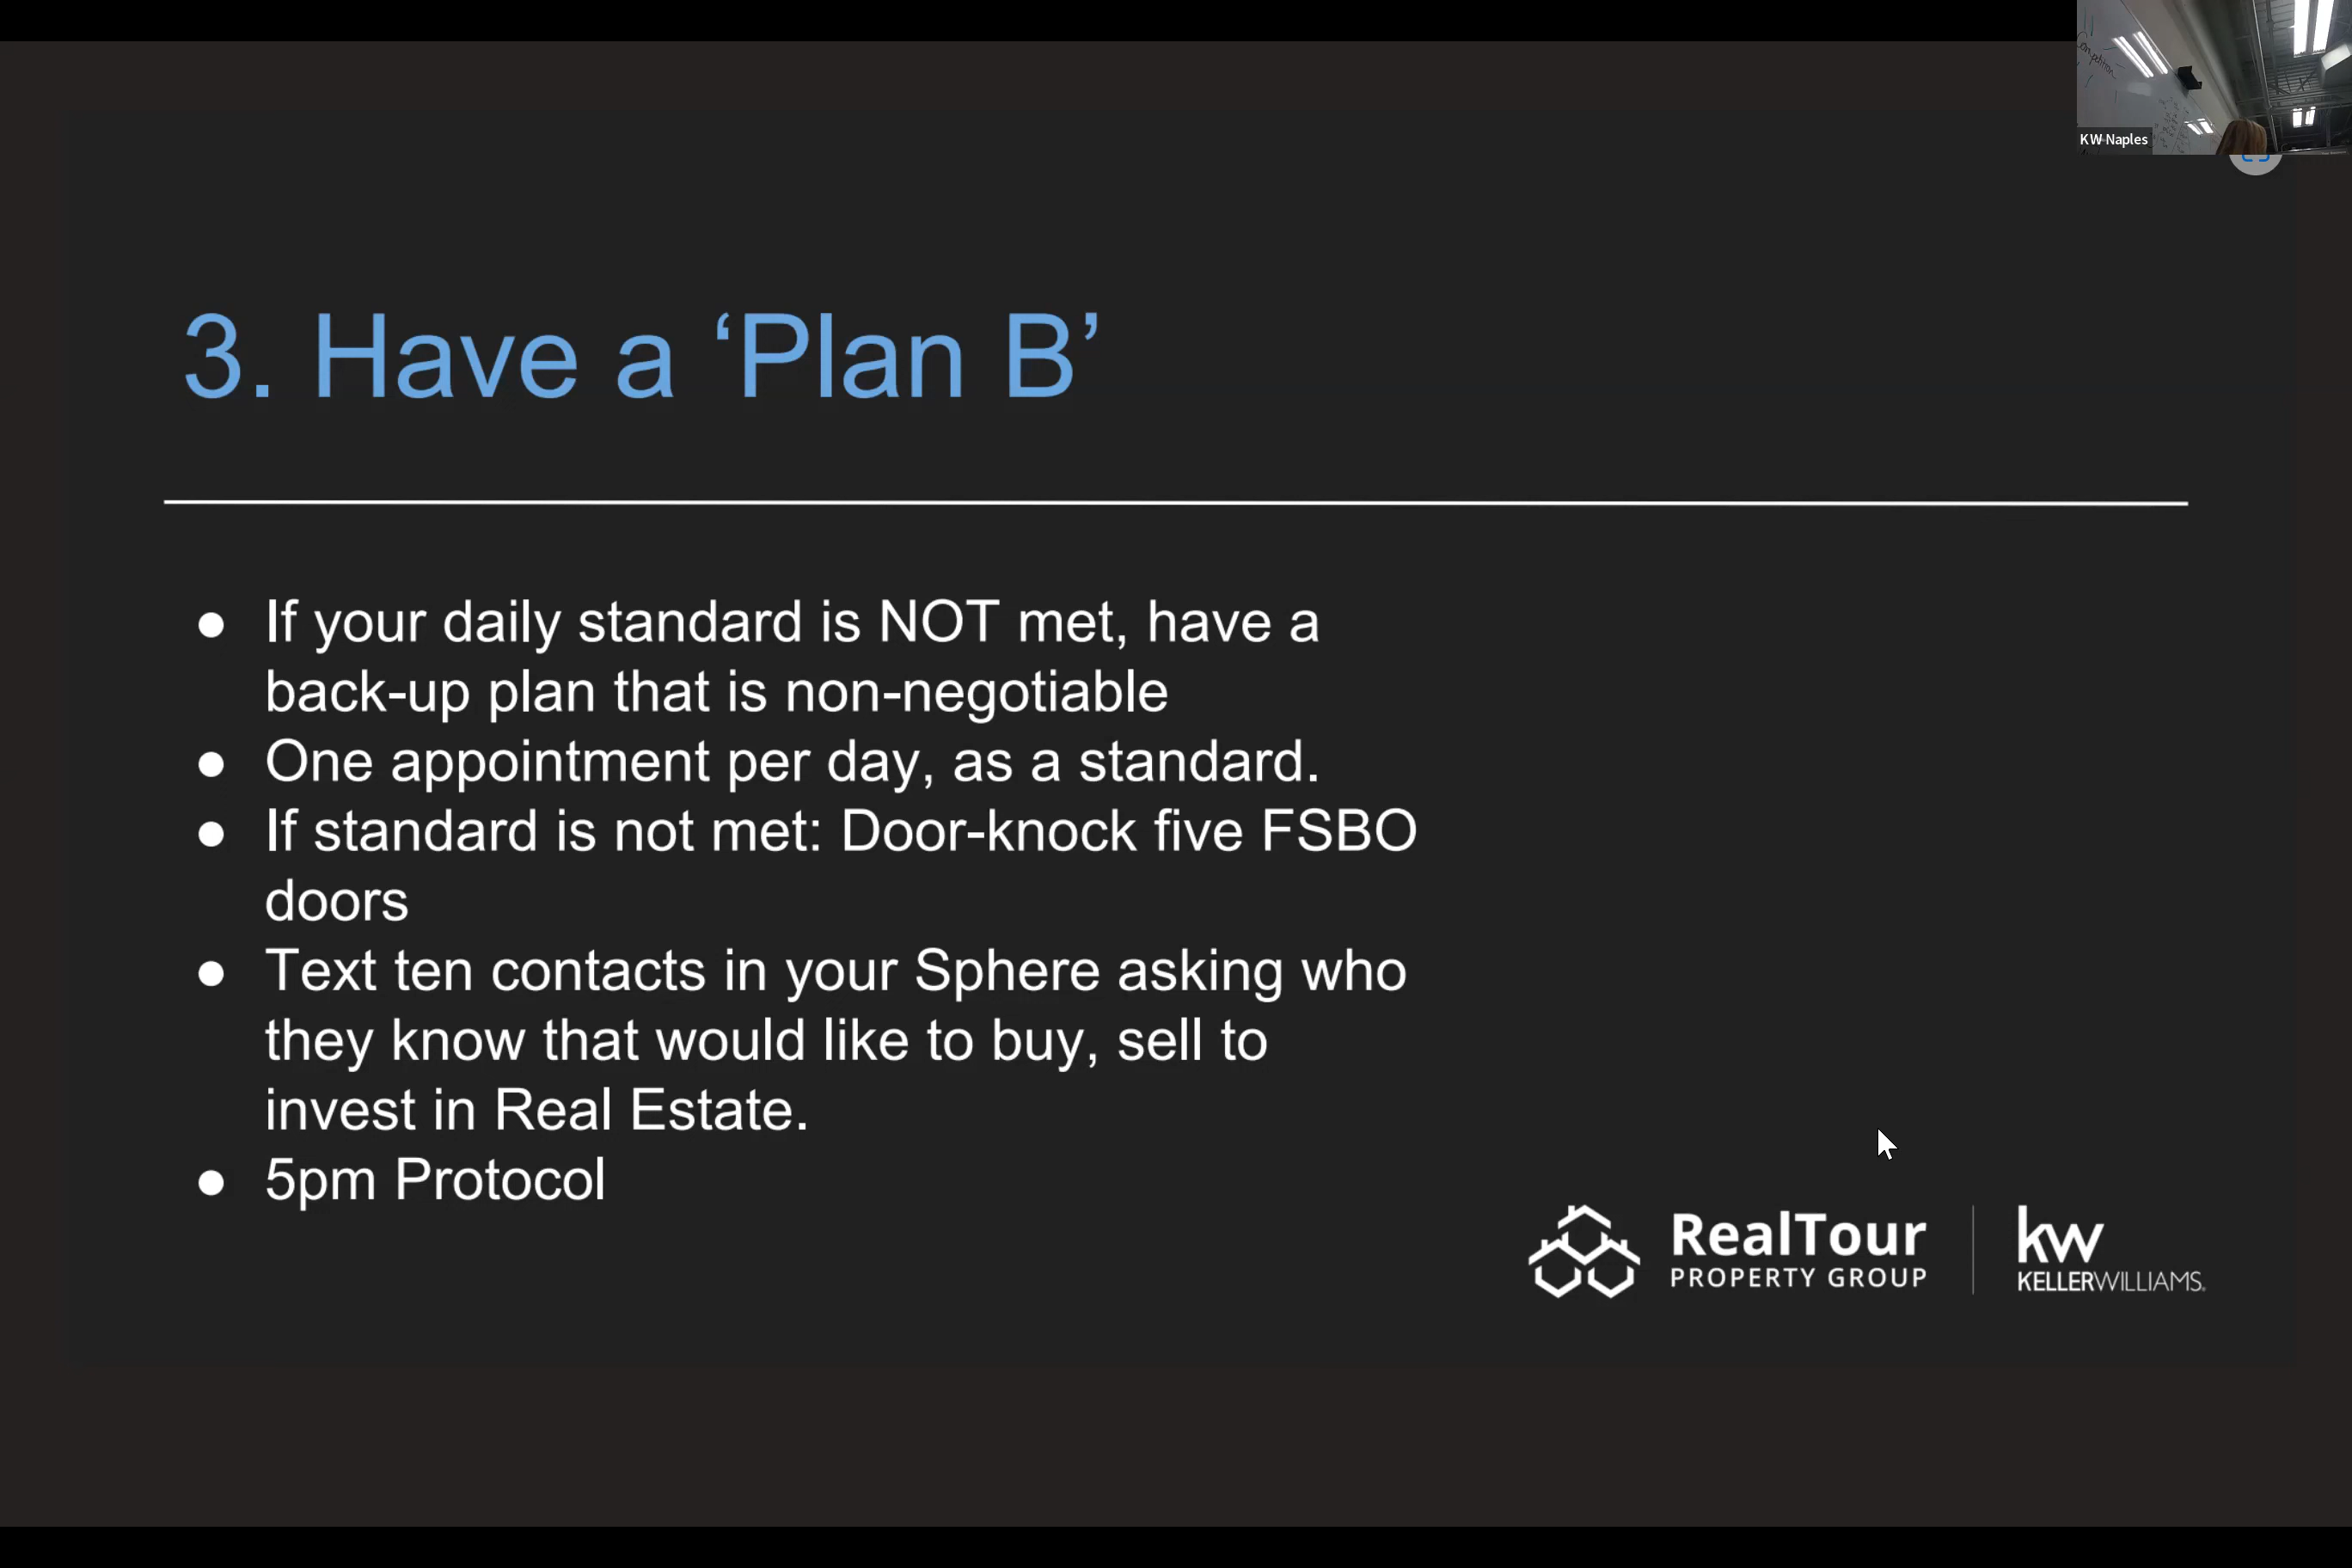 KW Naples
3. Have a ‘Plan B’
● If your daily standard is NOT met, have a
back-up plan that is non-negotiable
● One appointment per day, as a standard.
● If standard is not met: Door-knock five FSBO
doors
● Text ten contacts in your Sphere asking who
they know that would like to buy, sell to
invest in Real Estate.
● 5pm Protocol
RealTour
PROPERTY GROUP
kw
KELLERWILLIAMS.